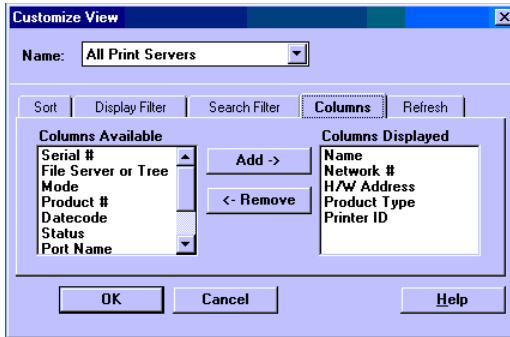 Customize View
Name: All Print Servers
Sort Display Filter Search Filter Columns Refresh
Columns Available
Serial #
File Server or Tree
Mode
Product #
Datecode
Status
Port Name
Add ->
<- Remove
Columns Displayed
Name
Network #
H/W Address
Product Type
Printer ID
OK Cancel Help